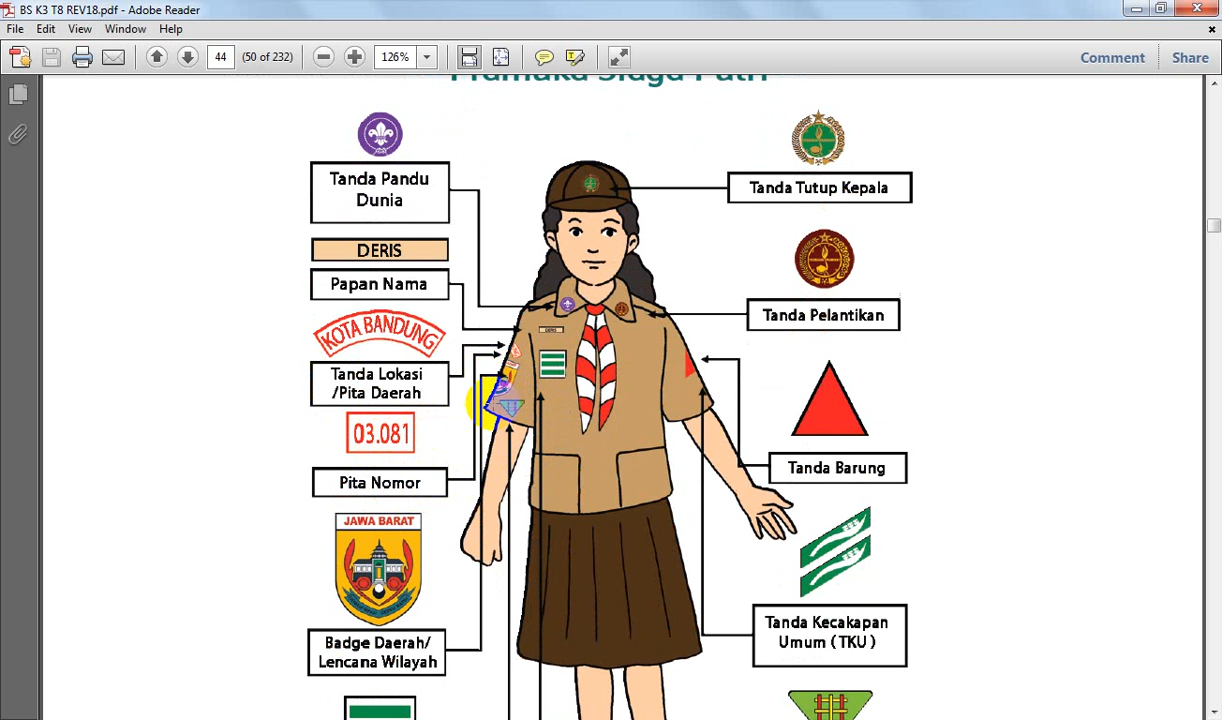 BS K3 T8 REV18.pdf - Adobe Reader
File Edit View Window Help
44 (50 of 232) 126% Comment Share
Pramuka Siaga Putri
Tanda Pandu
Dunia
DERIS
Papan Nama
KOTA BANDUNG
Tanda Lokasi
/Pita Daerah
03.081
Pita Nomor
JAWA BARAT
Badge Daerah/
Lencana Wilayah
DERIS
Tanda Tutup Kepala
Tanda Pelantikan
Tanda Barung
Tanda Kecakapan
Umum ( TKU )